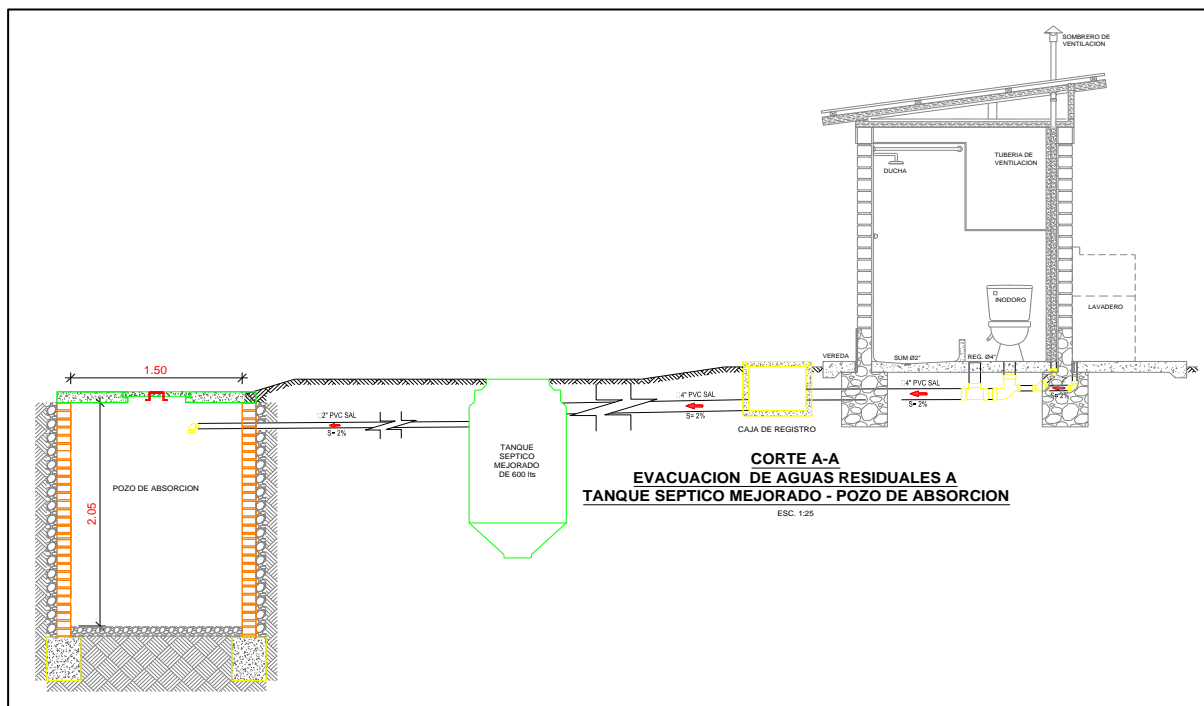 SOMBRERO DE
VENTILACION
TUBERIA DE
VENTILACION
DUCHA
INODORO
LAVADERO
VEREDA
SUM Ø2"
REG. Ø4"
1.50
□4" PVC SAL
S= 2%
S= 2%
□4" PVC SAL
S= 2%
CAJA DE REGISTRO
□2" PVC SAL
S= 2%
TANQUE
SEPTICO
MEJORADO
DE 600 lts
POZO DE ABSORCION
2.05
CORTE A-A
EVACUACION DE AGUAS RESIDUALES A
TANQUE SEPTICO MEJORADO - POZO DE ABSORCION
ESC. 1:25